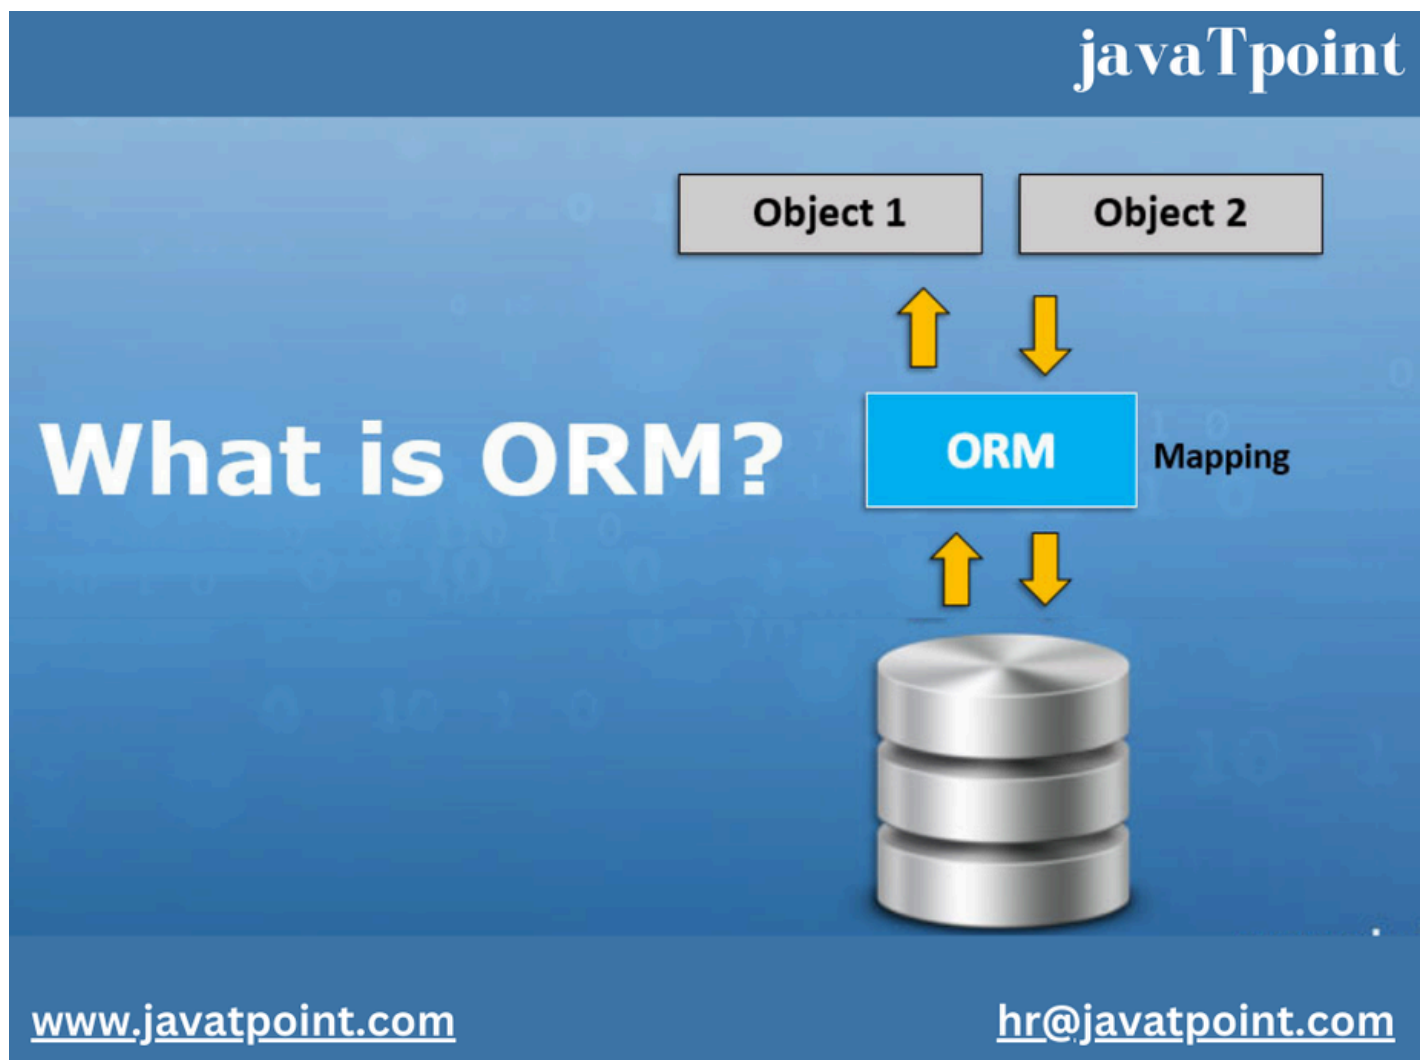 javaTpoint
Object 1
Object 2
What is ORM?
ORM
Mapping
www.javatpoint.com
hr@javatpoint.com